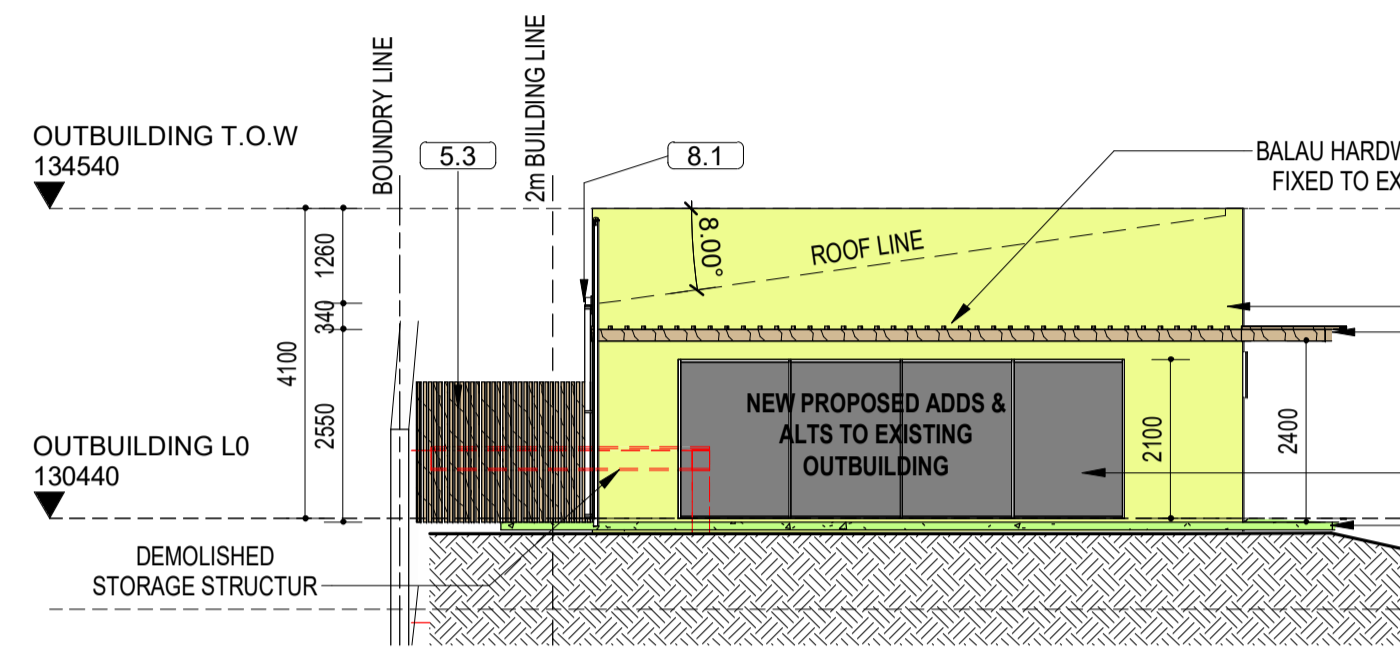 BOUNDRY LINE
2m BUILDING LINE
OUTBUILDING T.O.W
134540
5.3
8.1
BALAU HARDW
FIXED TO EX
1260
340
4100
2550
8.00°
ROOF LINE
NEW PROPOSED ADDS &
ALTS TO EXISTING
OUTBUILDING
2100
2400
OUTBUILDING L0
130440
DEMOLISHED
STORAGE STRUCTUR